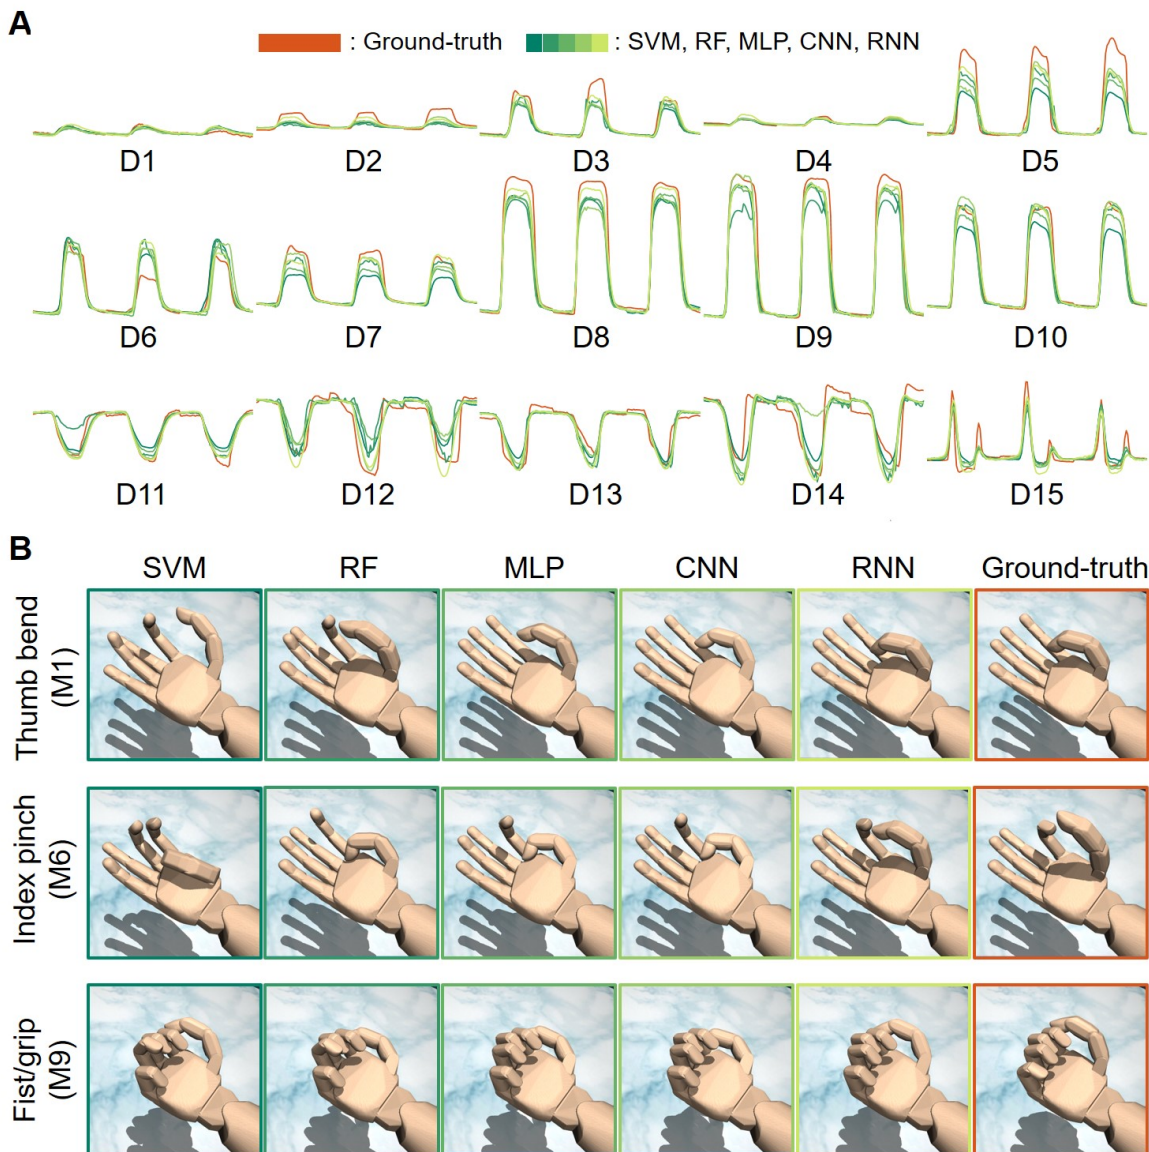 A
: Ground-truth : SVM, RF, MLP, CNN, RNN
D1 D2 D3 D4 D5
D6 D7 D8 D9 D10
D11 D12 D13 D14 D15
B
SVM RF MLP CNN RNN Ground-truth
Thumb bend
(M1)
Index pinch
(M6)
Fist/grip
(M9)